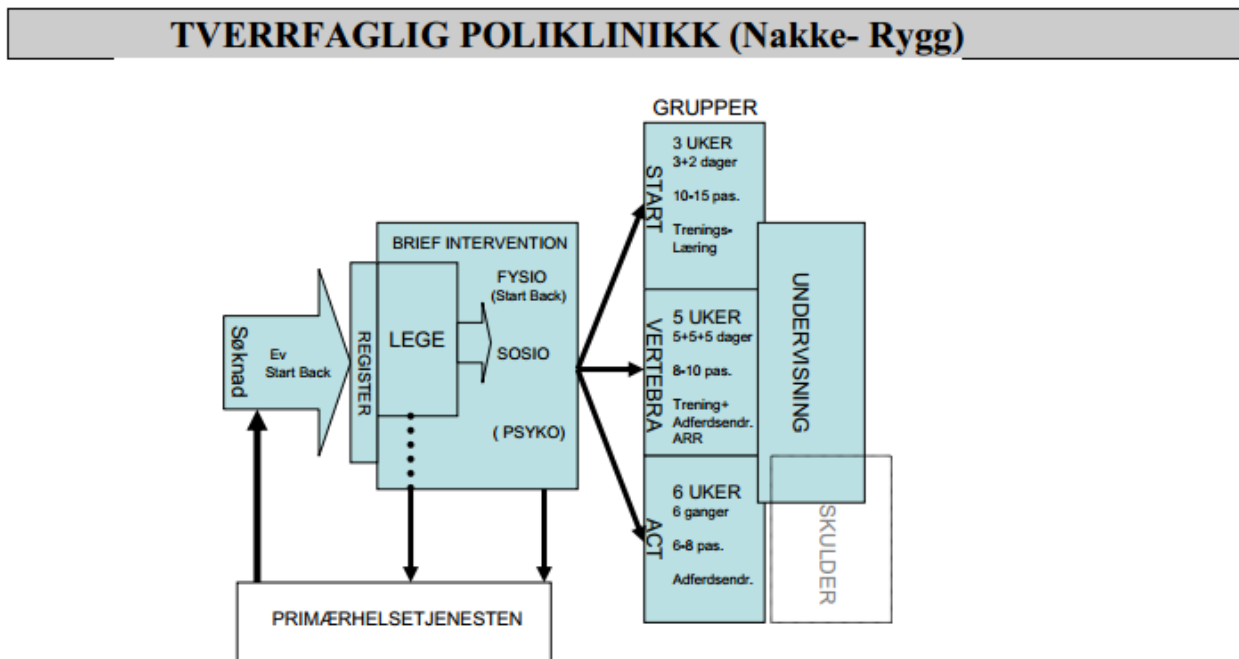 TVERRFAGLIG POLIKLINIKK (Nakke- Rygg)
Søknad
Ev
Start Back
REGISTER
LEGE
BRIEF INTERVENTION
FYSIO
(Start Back)
SOSIO
( PSYKO)
PRIMÆRHELSETJENESTEN
GRUPPER
START
3 UKER
3+2 dager
10-15 pas.
Trenings-
Læring
VERTEBRA
5 UKER
5+5+5 dager
8-10 pas.
Trening+
Adferdsendr.
ARR
ACT
6 UKER
6 ganger
6-8 pas.
Adferdsendr.
UNDERVISNING
SKULDER